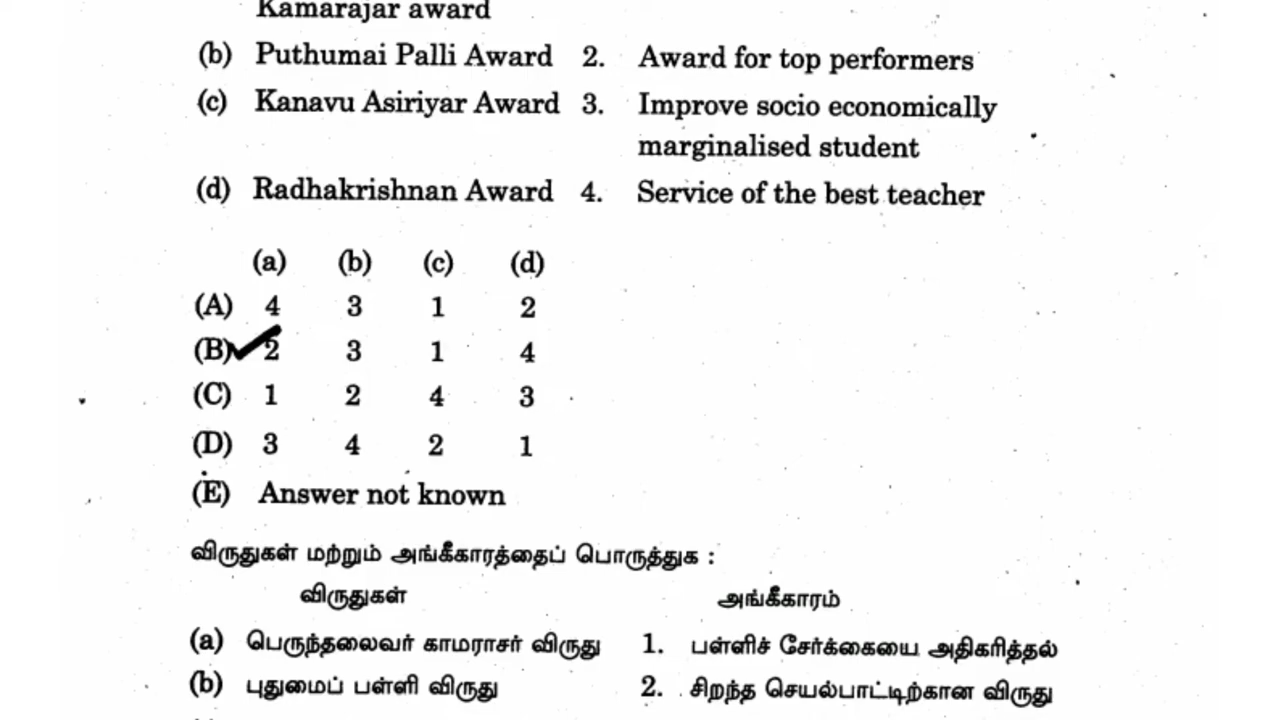 Kamarajar award
(b) Puthumai Palli Award 2. Award for top performers
(c) Kanavu Asiriyar Award 3. Improve socio economically
marginalised student
(d) Radhakrishnan Award 4. Service of the best teacher
(a) (b) (c) (d)
(A) 4 3 1 2
(B) 2 3 1 4
(C) 1 2 4 3
(D) 3 4 2 1
(E) Answer not known
விருதுகள் மற்றும் அங்கீகாரத்தைப் பொருத்துக :
விருதுகள் அங்கீகாரம்
(a) பெருந்தலைவர் காமராசர் விருது 1. பள்ளிச் சேர்க்கையை அதிகரித்தல்
(b) புதுமைப் பள்ளி விருது 2. சிறந்த செயல்பாட்டிற்கான விருது